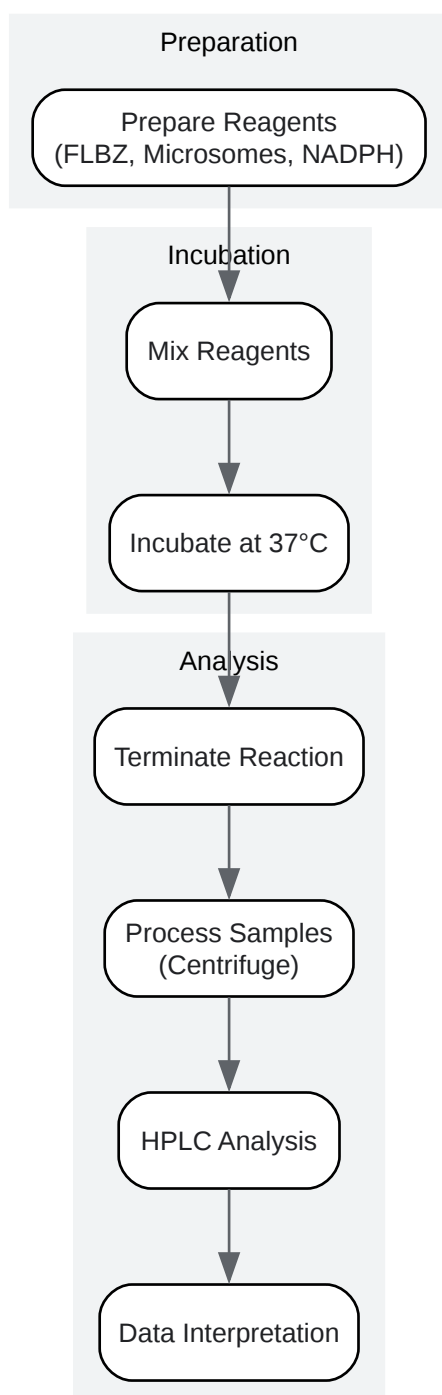 Preparation
Prepare Reagents
(FLBZ, Microsomes, NADPH)
Incubation
Mix Reagents
Incubate at 37°C
Analysis
Terminate Reaction
Process Samples
(Centrifuge)
HPLC Analysis
Data Interpretation